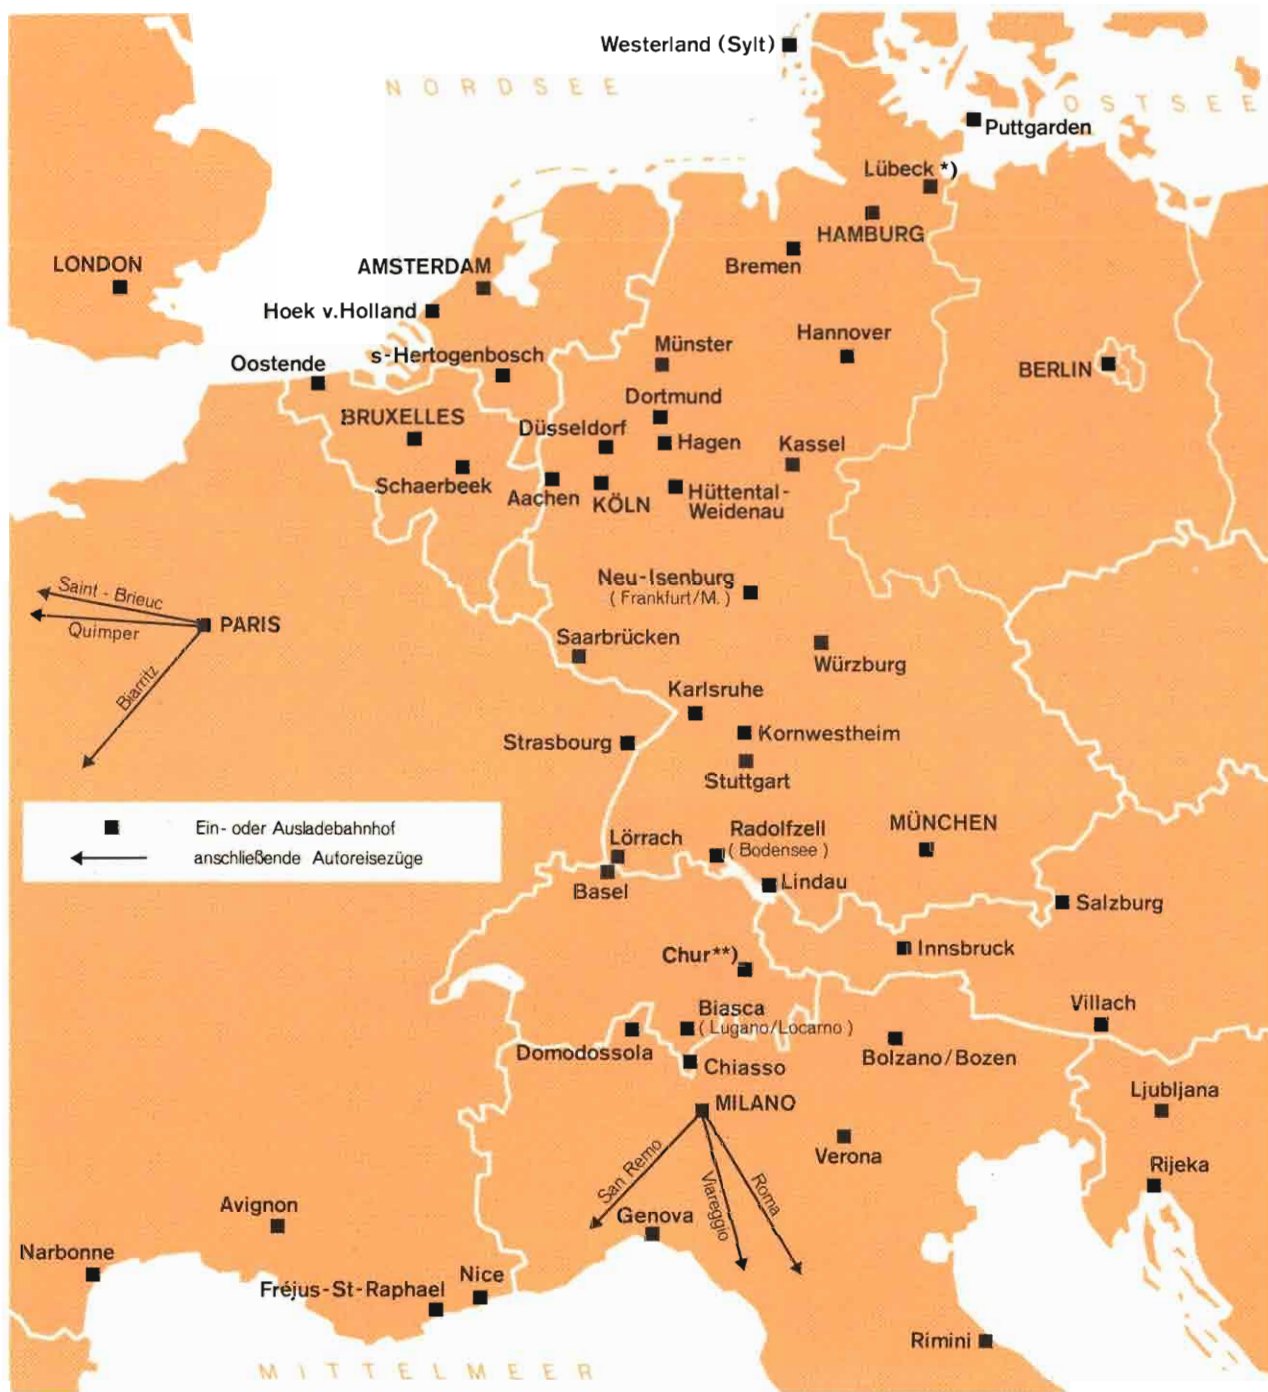 Westerland (Sylt)
NORDSEE
OSTSEE
Puttgarden
Lübeck *)
HAMBURG
Bremen
LONDON
AMSTERDAM
Hoek v.Holland
Hannover
Münster
s-Hertogenbosch
Oostende
BERLIN
Dortmund
BRUXELLES
Düsseldorf
Hagen
Kassel
Schaerbeek
Aachen
KÖLN
Hüttental-
Weidenau
Neu-Isenburg
( Frankfurt/M. )
Saint - Brieuc
Quimper
PARIS
Biarritz
Saarbrücken
Würzburg
Karlsruhe
Strasbourg
Kornwestheim
Stuttgart
Ein- oder Ausladebahnhof
anschließende Autoreisezüge
Lörrach
Radolfzell
( Bodensee )
MÜNCHEN
Basel
Lindau
Salzburg
Innsbruck
Chur**)
Biasca
( Lugano/Locarno )
Villach
Domodossola
Bolzano/Bozen
Chiasso
MILANO
Ljubljana
Verona
Rijeka
San Remo
Viareggio
Roma
Avignon
Genova
Narbonne
Fréjus-St-Raphael
Nice
Rimini
MITTELMEER